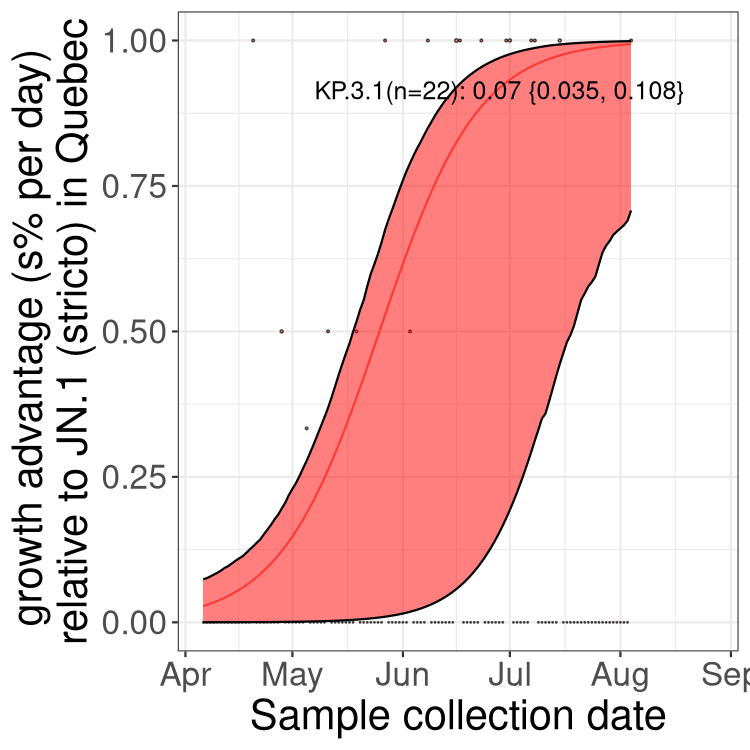 growth advantage (s% per day)
relative to JN.1 (stricto) in Quebec
1.00
0.75
0.50
0.25
0.00
KP.3.1(n=22): 0.07 {0.035, 0.108}
Apr May Jun Jul Aug Sep
Sample collection date